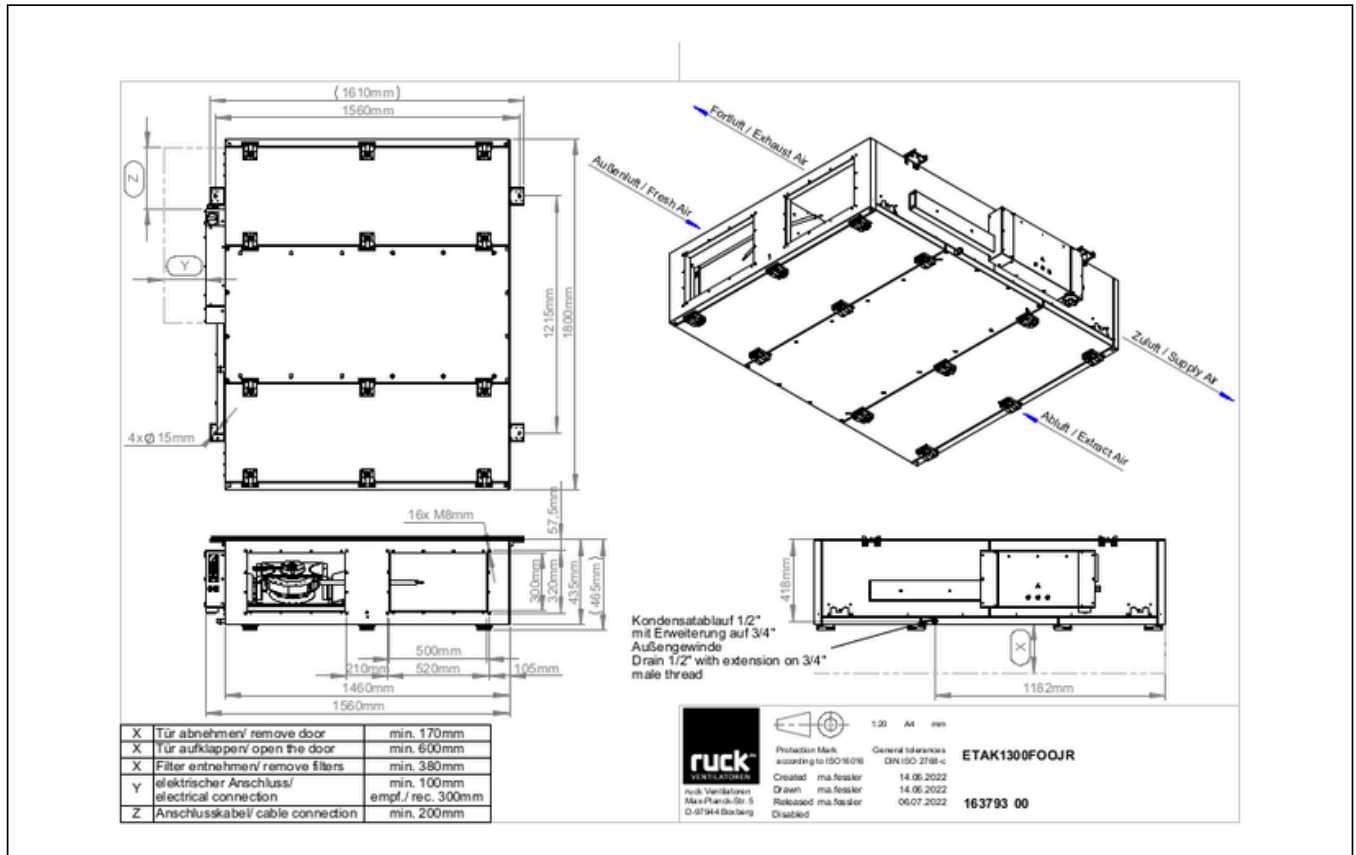 (1610mm)
1560mm
Z
Y
1215mm
1800mm
4xØ15mm
Fortluft / Exhaust Air
Außenluft / Fresh Air
Zuluft / Supply Air
Abluft / Extract Air
16x M8mm
57,5mm
300mm
320mm
435mm
(465mm)
500mm
210mm
520mm
105mm
1460mm
1560mm
418mm
X
1182mm
Kondensatablauf 1/2"
mit Erweiterung auf 3/4"
Außengewinde
Drain 1/2" with extension on 3/4"
male thread
X Tür abnehmen/ remove door min. 170mm
X Tür aufklappen/ open the door min. 600mm
X Filter entnehmen/ remove filters min. 380mm
Y elektrischer Anschluss/ electrical connection min. 100mm empf./ rec. 300mm
Z Anschlusskabel/ cable connection min. 200mm
ruck
VENTILATOREN
ruck Ventilatoren
Max-Planck-Str. 5
D-97944 Boxberg
1:20 A4 mm
Protection Mark
according to ISO16016
General tolerances
DIN ISO 2768-c
ETAK1300FOOJR
Created ma.fessler 14.06.2022
Drawn ma.fessler 14.06.2022
Released ma.fessler 06.07.2022
Disabled
163793 00